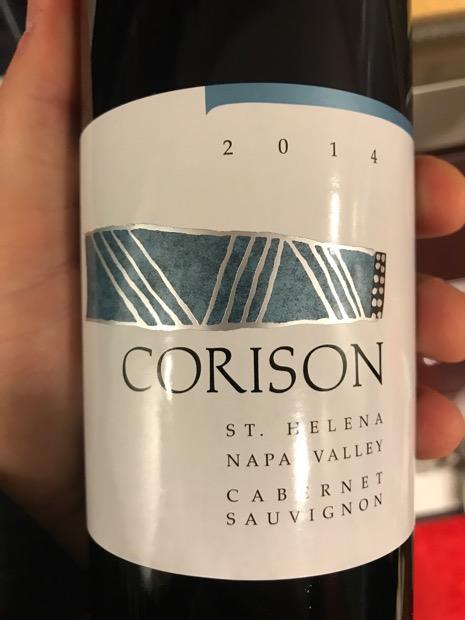 2014
CORISON
ST. HELENA
NAPA VALLEY
CABERNET
SAUVIGNON